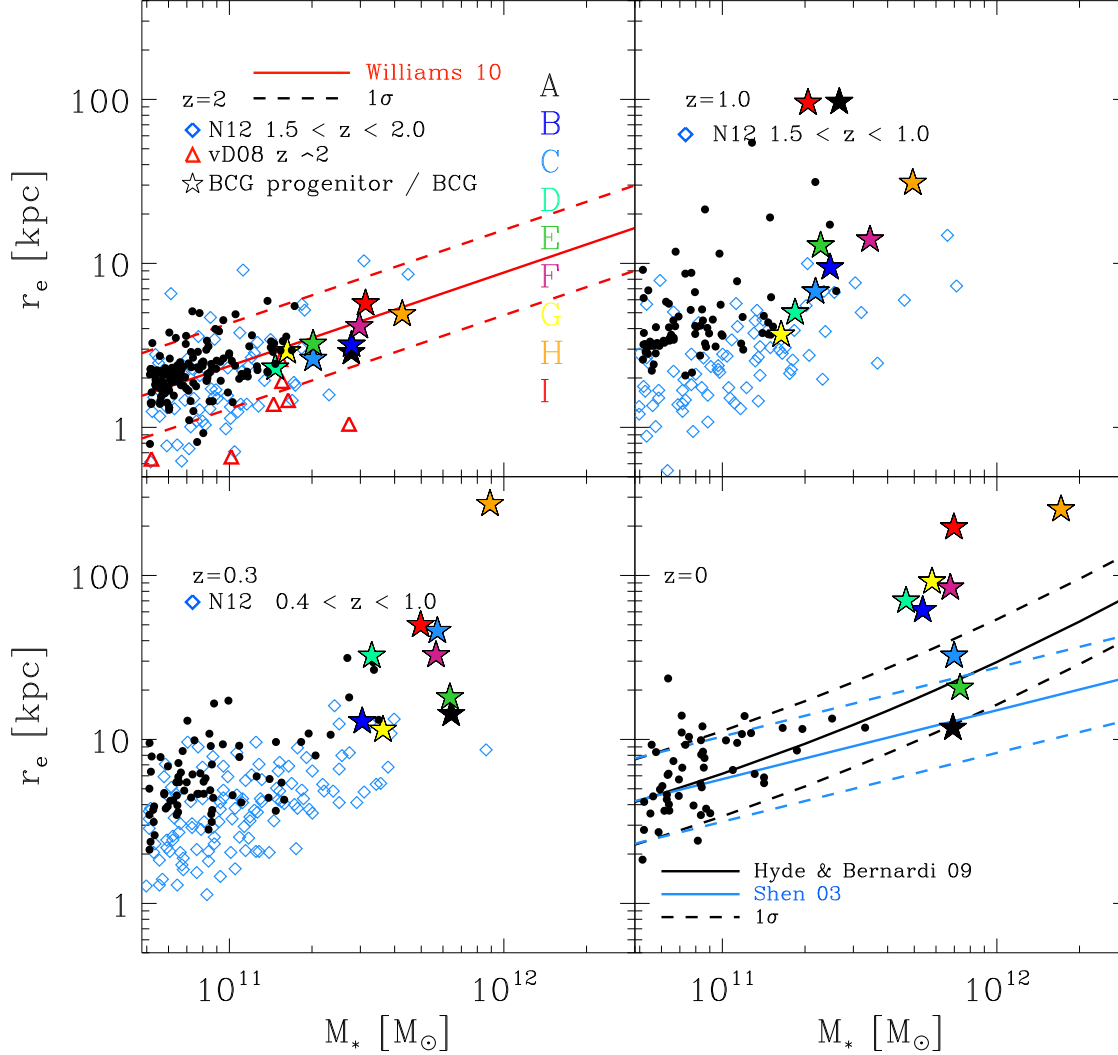 Williams 10
z=2 1σ
N12 1.5 < z < 2.0
vD08 z ^2
BCG progenitor / BCG
A
B
C
D
E
F
G
H
I
z=1.0
N12 1.5 < z < 1.0
r_e [kpc]
100
10
1
z=0.3
N12 0.4 < z < 1.0
z=0
Hyde & Bernardi 09
Shen 03
1σ
r_e [kpc]
100
10
1
10^11 10^12 10^11 10^12
M_* [M_⊙] M_* [M_⊙]